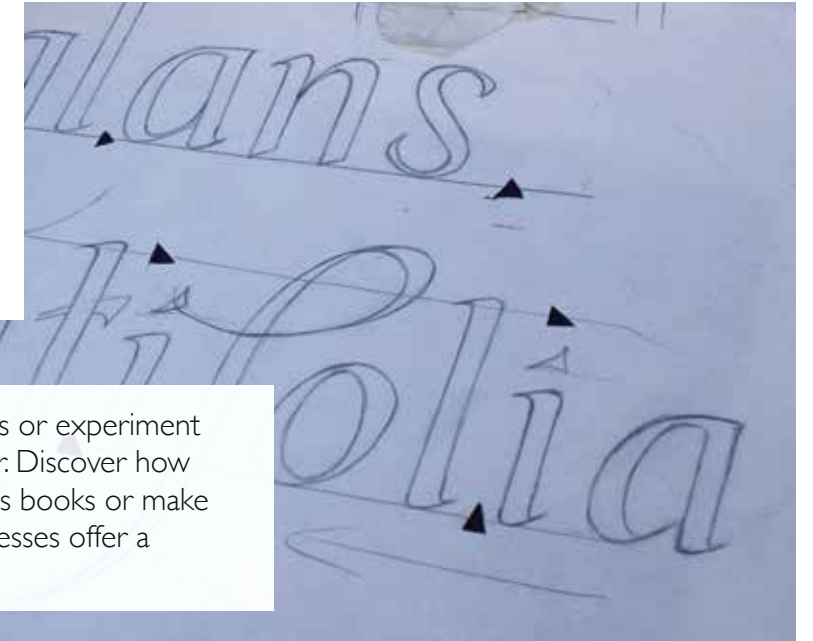 lans
tifolia
s or experiment
r. Discover how
s books or make
esses offer a